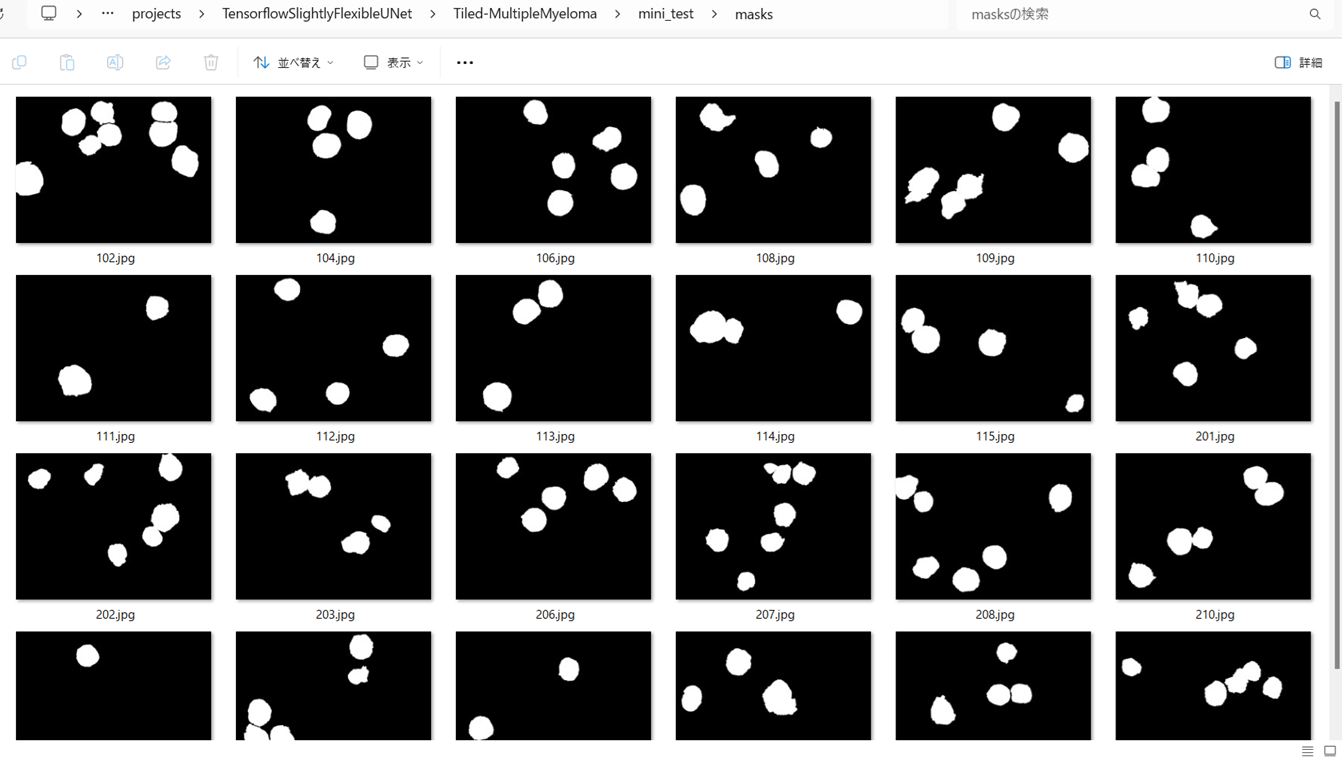 … projects TensorflowSlightlyFlexibleUNet Tiled-MultipleMyeloma mini_test masks masksの検索
並べ替え 表示 … 詳細
102.jpg 104.jpg 106.jpg 108.jpg 109.jpg 110.jpg
111.jpg 112.jpg 113.jpg 114.jpg 115.jpg 201.jpg
202.jpg 203.jpg 206.jpg 207.jpg 208.jpg 210.jpg